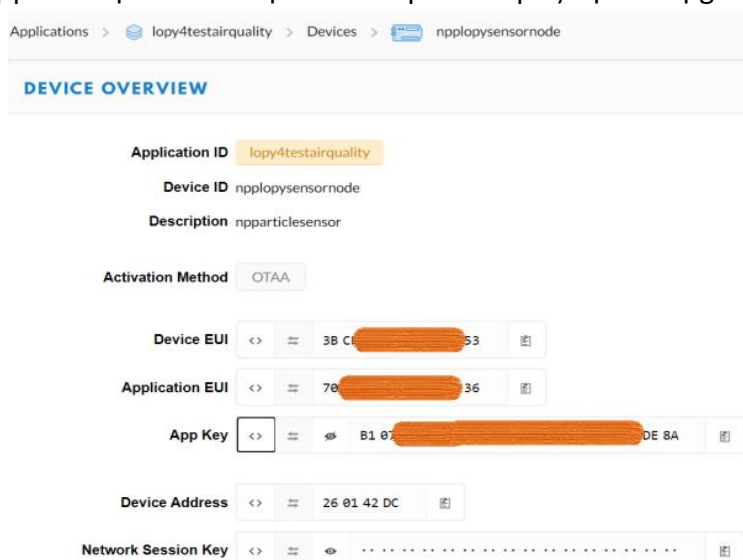 Applications > lopy4testairquality > Devices > npplopysensornode
DEVICE OVERVIEW
Application ID lopy4testairquality
Device ID npplopysensornode
Description npparticlesensor
Activation Method OTAA
Device EUI <> 3B 53
Application EUI <> 70 36
App Key <> B1 DE 8A
Device Address <> 26 01 42 DC
Network Session Key <> .. .. .. .. .. .. .. .. .. .. .. .. .. .. .. ..